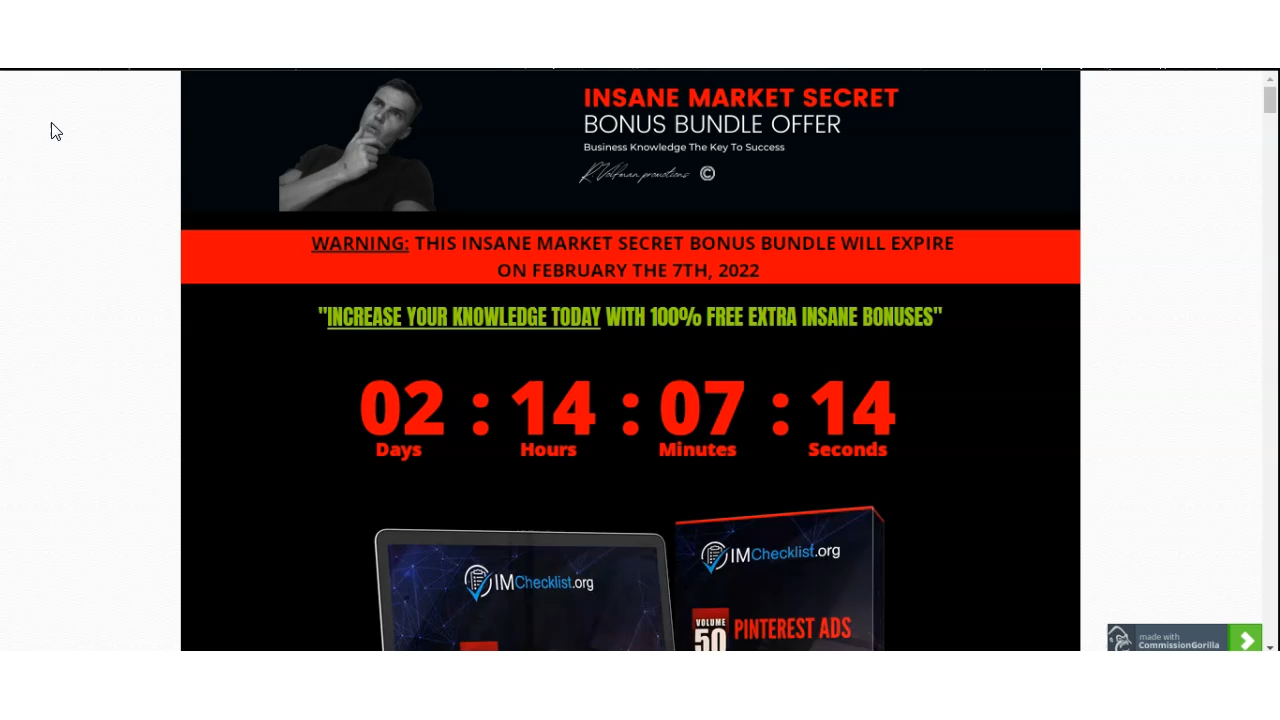 INSANE MARKET SECRET
BONUS BUNDLE OFFER
Business Knowledge The Key To Success
R.Volkman promotions ©
WARNING: THIS INSANE MARKET SECRET BONUS BUNDLE WILL EXPIRE
ON FEBRUARY THE 7TH, 2022
"INCREASE YOUR KNOWLEDGE TODAY WITH 100% FREE EXTRA INSANE BONUSES"
02 : 14 : 07 : 14
Days Hours Minutes Seconds
IMChecklist.org
IMChecklist.org
VOLUME
50
PINTEREST ADS
made with
CommissionGorilla